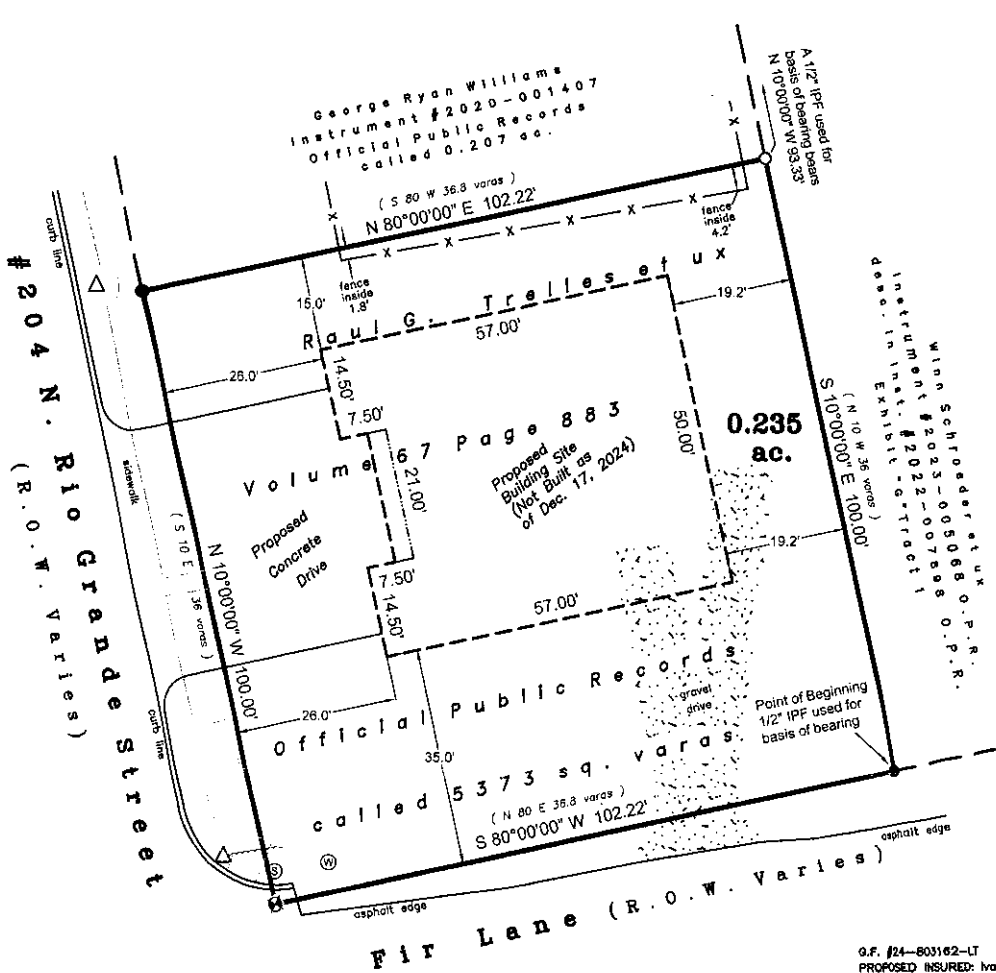 George Ryan Williams
Instrument #2020-001407
Official Public Records
called 0.207 ac.
A 1/2" IPF used for
basis of bearing bears
N 10°00'00" W 93.33'
( S 80 W 36.8 varas )
N 80°00'00" E 102.22'
fence
inside
4.2'
fence
inside
1.8'
curb line
#204 N. Rio Grande Street
(R.O.W. Varies)
sidewalk
15.0'
Raul G. Trelles et ux
57.00'
19.2'
26.0'
14.50'
7.50'
Volume 67 Page 883
21.00'
50.00'
Proposed
Building Site
(Not Built as
of Dec. 17, 2024)
0.235
ac.
Winn Schroeder et ux
Instrument #2023-005068 O.P.R.
desc. in Inst. #2022-007698 O.P.R.
Exhibit "G" Tract 1
( N 10 W 36 varas )
S 10°00'00" E 100.00'
Proposed
Concrete
Drive
( S 10 E 36 varas )
N 10°00'00" W 100.00'
19.2'
7.50'
14.50'
57.00'
26.0'
Official Public Records
gravel
drive
Point of Beginning
1/2" IPF used for
basis of bearing
curb line
35.0'
called 5373 sq. varas
( N 80 E 36.8 varas )
S 80°00'00" W 102.22'
S
W
asphalt edge
asphalt edge
Fir Lane (R.O.W. Varies)
G.F. #24-803162-LT
PROPOSED INSURED: